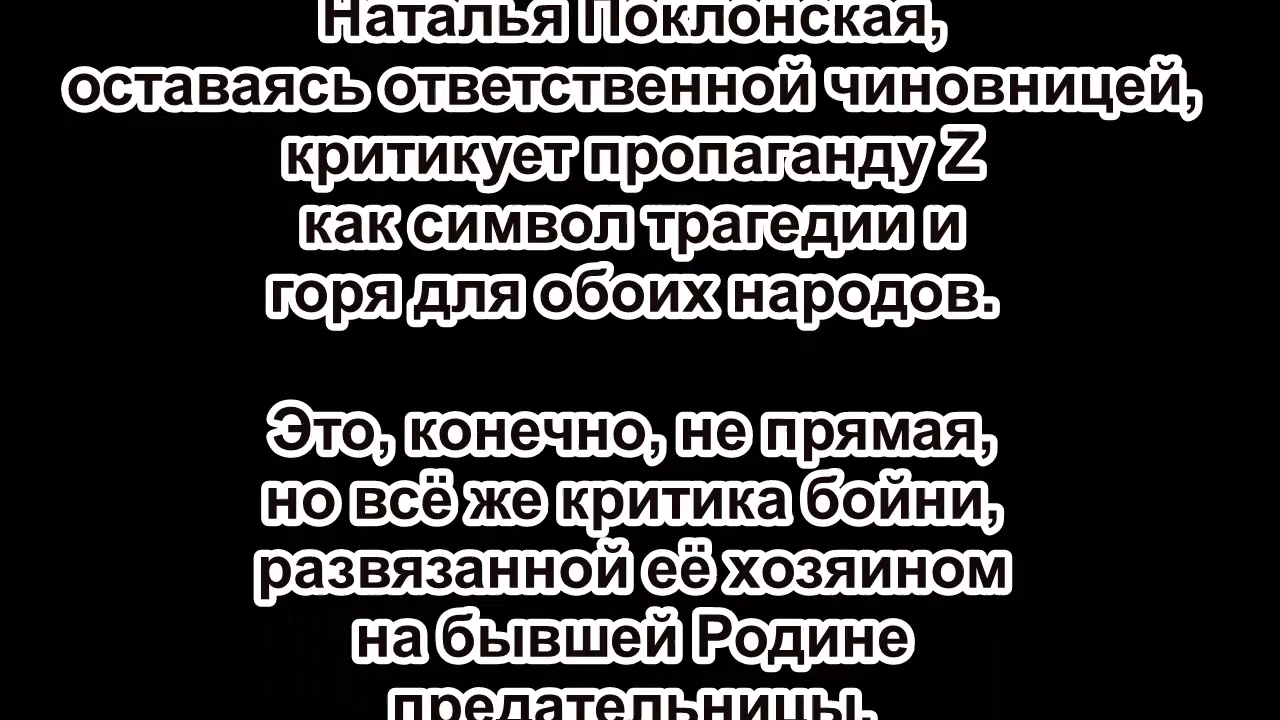 Наталья Поклонская,
оставаясь ответственной чиновницей,
критикует пропаганду Z
как символ трагедии и
горя для обоих народов.
Это, конечно, не прямая,
но всё же критика бойни,
развязанной её хозяином
на бывшей Родине
предательницы.